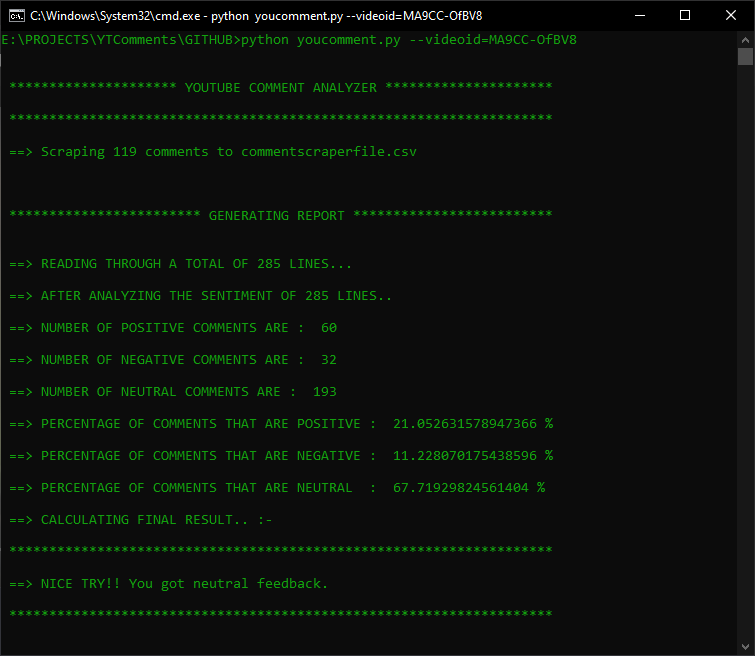 C:\Windows\System32\cmd.exe - python  youcomment.py --videoid=MA9CC-OfBV8
E:\PROJECTS\YTComments\GITHUB>python youcomment.py --videoid=MA9CC-OfBV8
********************* YOUTUBE COMMENT ANALYZER *********************
********************************************************************
==> Scraping 119 comments to commentscraperfile.csv
************************ GENERATING REPORT *************************
==> READING THROUGH A TOTAL OF 285 LINES...
==> AFTER ANALYZING THE SENTIMENT OF 285 LINES..
==> NUMBER OF POSITIVE COMMENTS ARE :  60
==> NUMBER OF NEGATIVE COMMENTS ARE :  32
==> NUMBER OF NEUTRAL COMMENTS ARE :  193
==> PERCENTAGE OF COMMENTS THAT ARE POSITIVE :  21.052631578947366 %
==> PERCENTAGE OF COMMENTS THAT ARE NEGATIVE :  11.228070175438596 %
==> PERCENTAGE OF COMMENTS THAT ARE NEUTRAL  :  67.71929824561404 %
==> CALCULATING FINAL RESULT.. :-
********************************************************************
==> NICE TRY!! You got neutral feedback.
********************************************************************